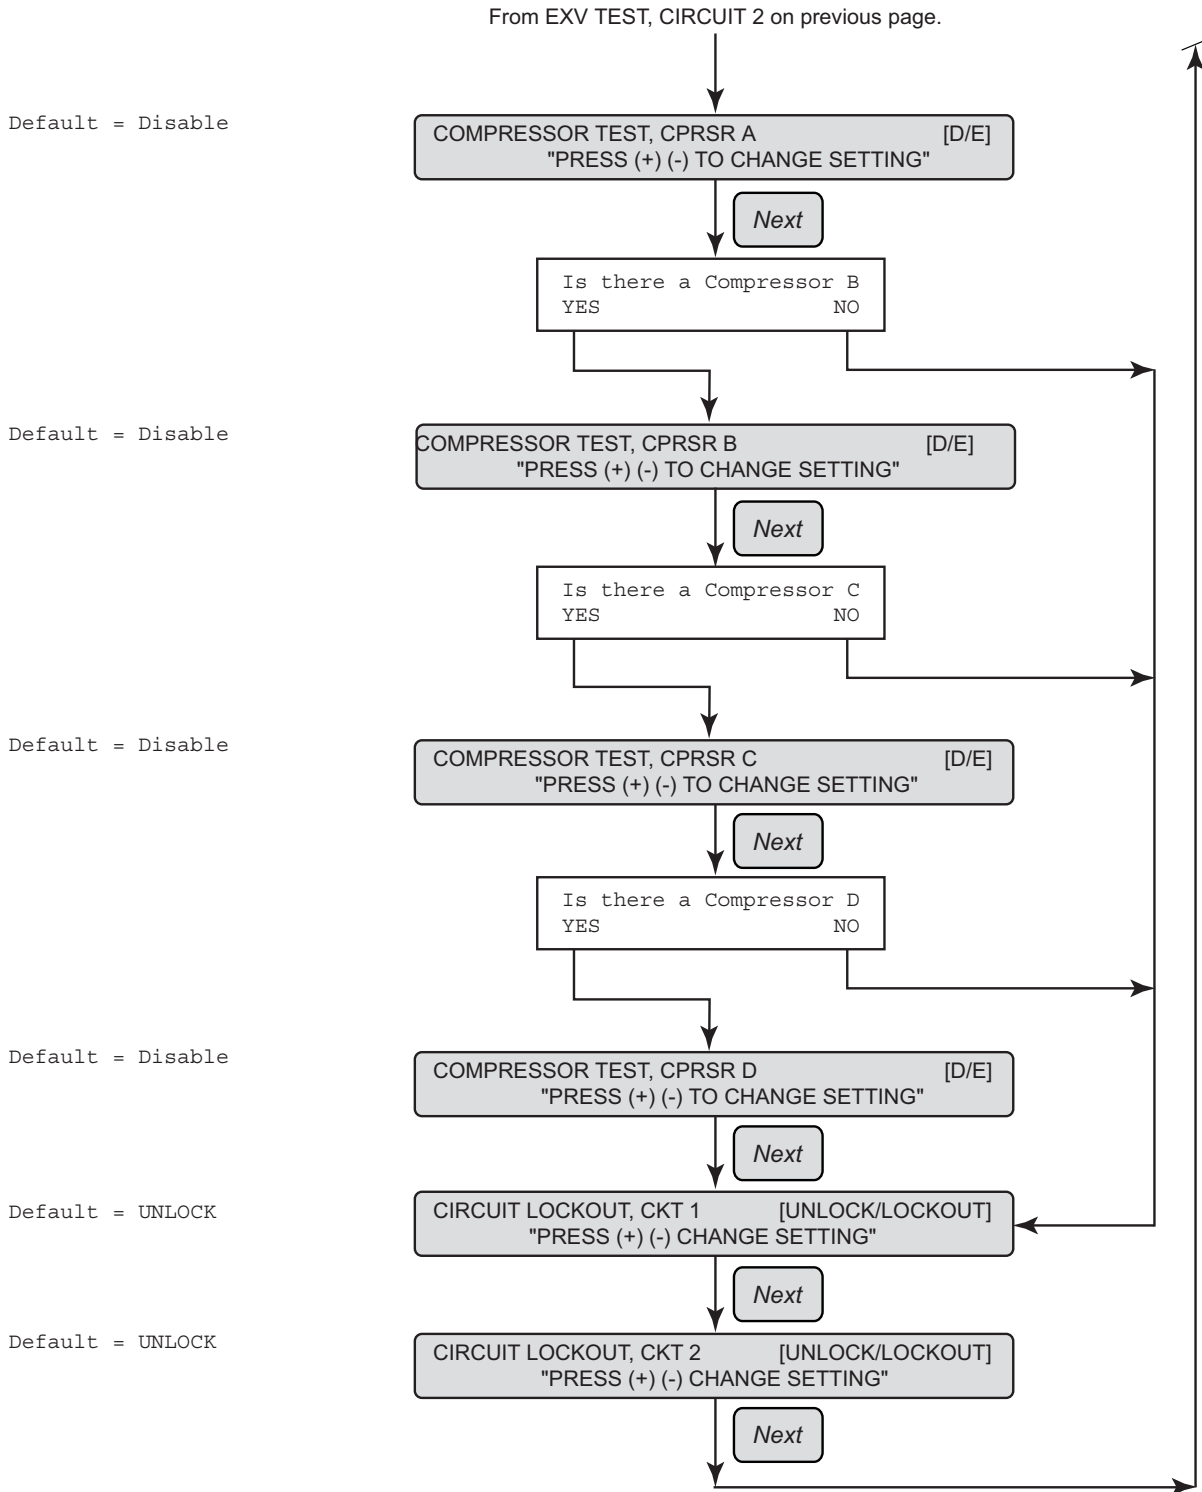 From EXV TEST, CIRCUIT 2 on previous page.
Default = Disable
COMPRESSOR TEST, CPRSR A [D/E]
"PRESS (+) (-) TO CHANGE SETTING"
Next
Is there a Compressor B
YES NO
Default = Disable
COMPRESSOR TEST, CPRSR B [D/E]
"PRESS (+) (-) TO CHANGE SETTING"
Next
Is there a Compressor C
YES NO
Default = Disable
COMPRESSOR TEST, CPRSR C [D/E]
"PRESS (+) (-) TO CHANGE SETTING"
Next
Is there a Compressor D
YES NO
Default = Disable
COMPRESSOR TEST, CPRSR D [D/E]
"PRESS (+) (-) TO CHANGE SETTING"
Next
Default = UNLOCK
CIRCUIT LOCKOUT, CKT 1 [UNLOCK/LOCKOUT]
"PRESS (+) (-) CHANGE SETTING"
Next
Default = UNLOCK
CIRCUIT LOCKOUT, CKT 2 [UNLOCK/LOCKOUT]
"PRESS (+) (-) CHANGE SETTING"
Next